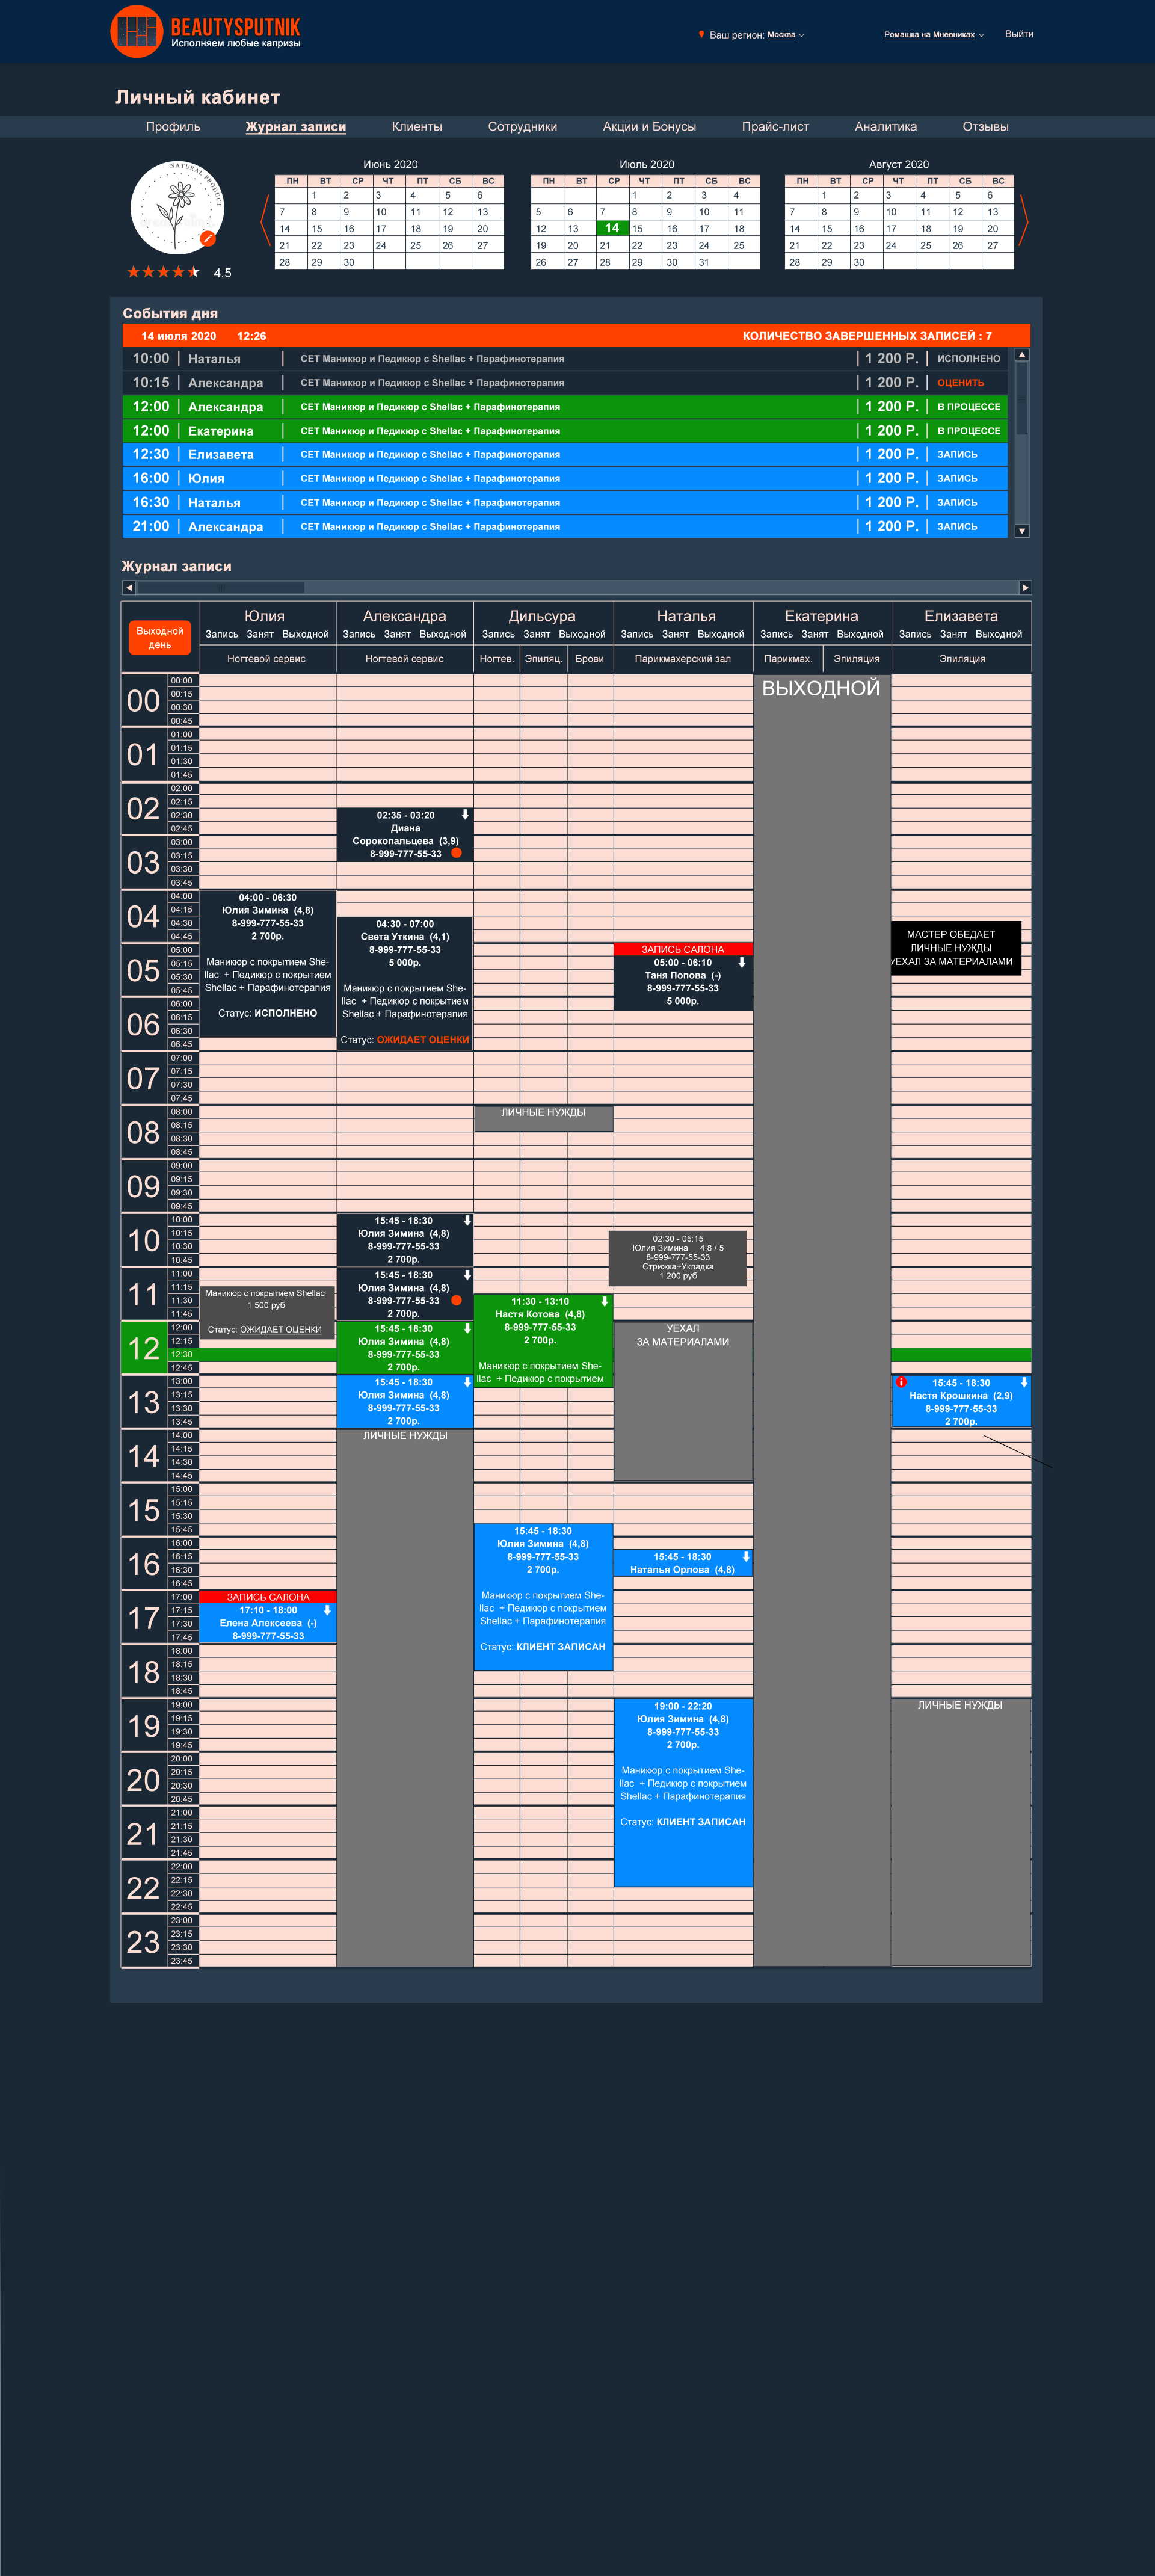 BEAUTYSPUTNIK
Исполняем любые капризы
Ваш регион: Москва
Ромашка на Мневниках
Выйти
Личный кабинет
Профиль Журнал записи Клиенты Сотрудники Акции и Бонусы Прайс-лист Аналитика Отзывы
NATURAL PRODUCT
4,5
Июнь 2020
ПН ВТ СР ЧТ ПТ СБ ВС
1 2 3 4 5 6
7 8 9 10 11 12 13
14 15 16 17 18 19 20
21 22 23 24 25 26 27
28 29 30
Июль 2020
ПН ВТ СР ЧТ ПТ СБ ВС
1 2 3 4
5 6 7 8 9 10 11
12 13 14 15 16 17 18
19 20 21 22 23 24 25
26 27 28 29 30 31
Август 2020
ПН ВТ СР ЧТ ПТ СБ ВС
1 2 3 4 5 6
7 8 9 10 11 12 13
14 15 16 17 18 19 20
21 22 23 24 25 26 27
28 29 30
События дня
14 июля 2020 12:26 КОЛИЧЕСТВО ЗАВЕРШЕННЫХ ЗАПИСЕЙ : 7
10:00 Наталья СЕТ Маникюр и Педикюр с Shellac + Парафинотерапия 1 200 Р. ИСПОЛНЕНО
10:15 Александра СЕТ Маникюр и Педикюр с Shellac + Парафинотерапия 1 200 Р. ОЦЕНИТЬ
12:00 Александра СЕТ Маникюр и Педикюр с Shellac + Парафинотерапия 1 200 Р. В ПРОЦЕССЕ
12:00 Екатерина СЕТ Маникюр и Педикюр с Shellac + Парафинотерапия 1 200 Р. В ПРОЦЕССЕ
12:30 Елизавета СЕТ Маникюр и Педикюр с Shellac + Парафинотерапия 1 200 Р. ЗАПИСЬ
16:00 Юлия СЕТ Маникюр и Педикюр с Shellac + Парафинотерапия 1 200 Р. ЗАПИСЬ
16:30 Наталья СЕТ Маникюр и Педикюр с Shellac + Парафинотерапия 1 200 Р. ЗАПИСЬ
21:00 Александра СЕТ Маникюр и Педикюр с Shellac + Парафинотерапия 1 200 Р. ЗАПИСЬ
Журнал записи
Выходной
день
Юлия Александра Дильсура Наталья Екатерина Елизавета
Запись Занят Выходной Запись Занят Выходной Запись Занят Выходной Запись Занят Выходной Запись Занят Выходной Запись Занят Выходной
Ногтевой сервис Ногтевой сервис Ногтев. Эпиляц. Брови Парикмахерский зал Парикмах. Эпиляция Эпиляция
00 00:00 00:15 00:30 00:45
01 01:00 01:15 01:30 01:45
02 02:00 02:15 02:30 02:45
03 03:00 03:15 03:30 03:45
04 04:00 04:15 04:30 04:45
05 05:00 05:15 05:30 05:45
06 06:00 06:15 06:30 06:45
07 07:00 07:15 07:30 07:45
08 08:00 08:15 08:30 08:45
09 09:00 09:15 09:30 09:45
10 10:00 10:15 10:30 10:45
11 11:00 11:15 11:30 11:45
12 12:00 12:15 12:30 12:45
13 13:00 13:15 13:30 13:45
14 14:00 14:15 14:30 14:45
15 15:00 15:15 15:30 15:45
16 16:00 16:15 16:30 16:45
17 17:00 17:15 17:30 17:45
18 18:00 18:15 18:30 18:45
19 19:00 19:15 19:30 19:45
20 20:00 20:15 20:30 20:45
21 21:00 21:15 21:30 21:45
22 22:00 22:15 22:30 22:45
23 23:00 23:15 23:30 23:45
04:00 - 06:30
Юлия Зимина (4,8)
8-999-777-55-33
2 700р.
Маникюр с покрытием She-
llac + Педикюр с покрытием
Shellac + Парафинотерапия
Статус: ИСПОЛНЕНО
Маникюр с покрытием Shellac
1 500 руб
Статус: ОЖИДАЕТ ОЦЕНКИ
ЗАПИСЬ САЛОНА
17:10 - 18:00
Елена Алексеева (-)
8-999-777-55-33
02:35 - 03:20
Диана
Сорокопальцева (3,9)
8-999-777-55-33
04:30 - 07:00
Света Уткина (4,1)
8-999-777-55-33
5 000р.
Маникюр с покрытием She-
llac + Педикюр с покрытием
Shellac + Парафинотерапия
Статус: ОЖИДАЕТ ОЦЕНКИ
15:45 - 18:30
Юлия Зимина (4,8)
8-999-777-55-33
2 700р.
15:45 - 18:30
Юлия Зимина (4,8)
8-999-777-55-33
2 700р.
15:45 - 18:30
Юлия Зимина (4,8)
8-999-777-55-33
2 700р.
15:45 - 18:30
Юлия Зимина (4,8)
8-999-777-55-33
2 700р.
ЛИЧНЫЕ НУЖДЫ
ЛИЧНЫЕ НУЖДЫ
11:30 - 13:10
Настя Котова (4,8)
8-999-777-55-33
2 700р.
Маникюр с покрытием She-
llac + Педикюр с покрытием
15:45 - 18:30
Юлия Зимина (4,8)
8-999-777-55-33
2 700р.
Маникюр с покрытием She-
llac + Педикюр с покрытием
Shellac + Парафинотерапия
Статус: КЛИЕНТ ЗАПИСАН
ЗАПИСЬ САЛОНА
05:00 - 06:10
Таня Попова (-)
8-999-777-55-33
5 000р.
02:30 - 05:15
Юлия Зимина 4,8 / 5
8-999-777-55-33
Стрижка+Укладка
1 200 руб
УЕХАЛ
ЗА МАТЕРИАЛАМИ
15:45 - 18:30
Наталья Орлова (4,8)
19:00 - 22:20
Юлия Зимина (4,8)
8-999-777-55-33
2 700р.
Маникюр с покрытием She-
llac + Педикюр с покрытием
Shellac + Парафинотерапия
Статус: КЛИЕНТ ЗАПИСАН
ВЫХОДНОЙ
МАСТЕР ОБЕДАЕТ
ЛИЧНЫЕ НУЖДЫ
УЕХАЛ ЗА МАТЕРИАЛАМИ
15:45 - 18:30
Настя Крошкина (2,9)
8-999-777-55-33
2 700р.
ЛИЧНЫЕ НУЖДЫ